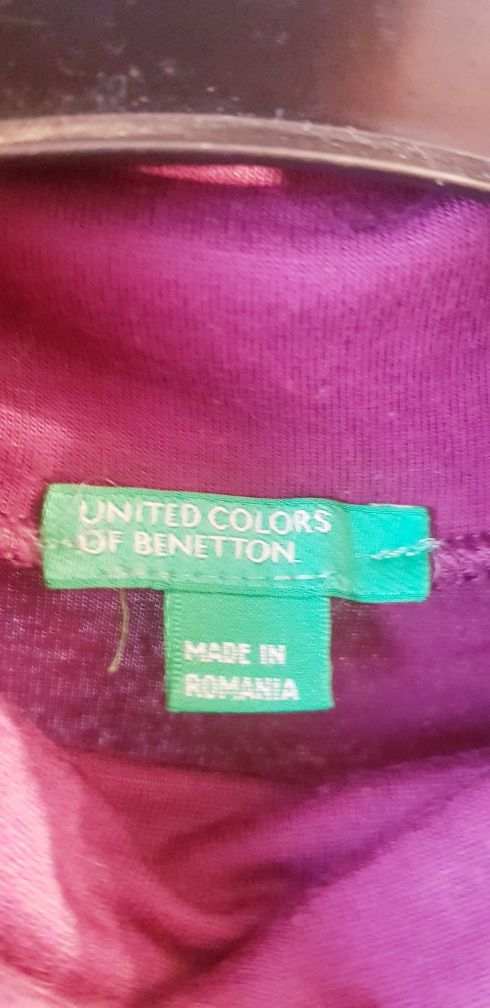 UNITED COLORS
OF BENETTON.
MADE IN
ROMANIA